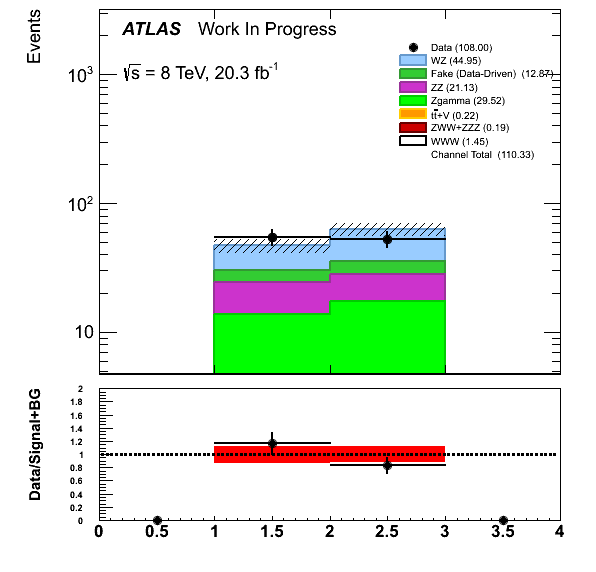 Events
ATLAS Work In Progress
√s = 8 TeV, 20.3 fb⁻¹
Data (108.00)
WZ (44.95)
Fake (Data-Driven) (12.87)
ZZ (21.13)
Zgamma (29.52)
tt̄+V (0.22)
ZWW+ZZZ (0.19)
WWW (1.45)
Channel Total (110.33)
10³
10²
10
Data/Signal+BG
2
1.8
1.6
1.4
1.2
1
0.8
0.6
0.4
0.2
0
0 0.5 1 1.5 2 2.5 3 3.5 4